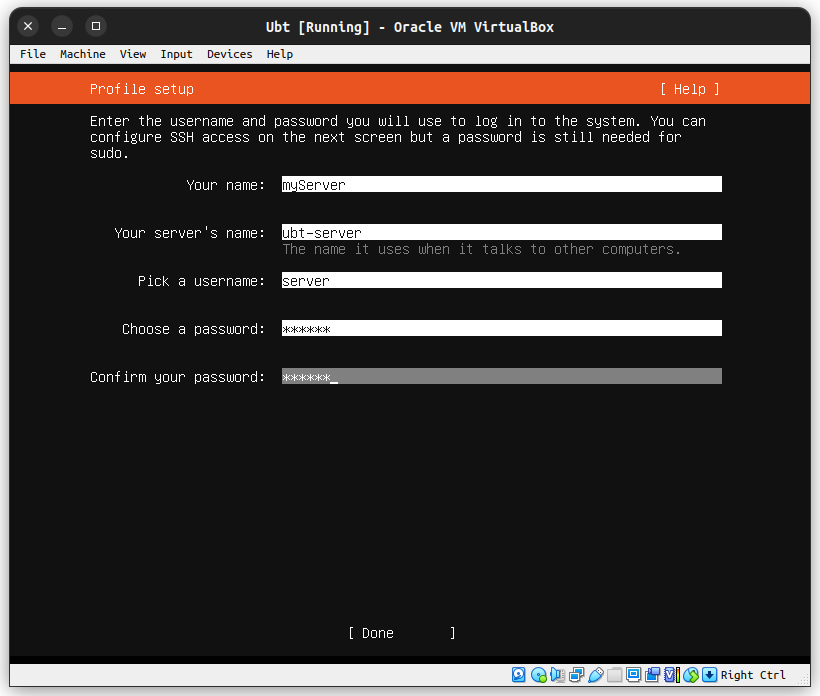 Ubt [Running] - Oracle VM VirtualBox
File Machine View Input Devices Help
Profile setup [ Help ]
Enter the username and password you will use to log in to the system. You can
configure SSH access on the next screen but a password is still needed for
sudo.
Your name: myServer
Your server's name: ubt-server
The name it uses when it talks to other computers.
Pick a username: server
Choose a password: ******
Confirm your password: ******_
[ Done ]
Right Ctrl